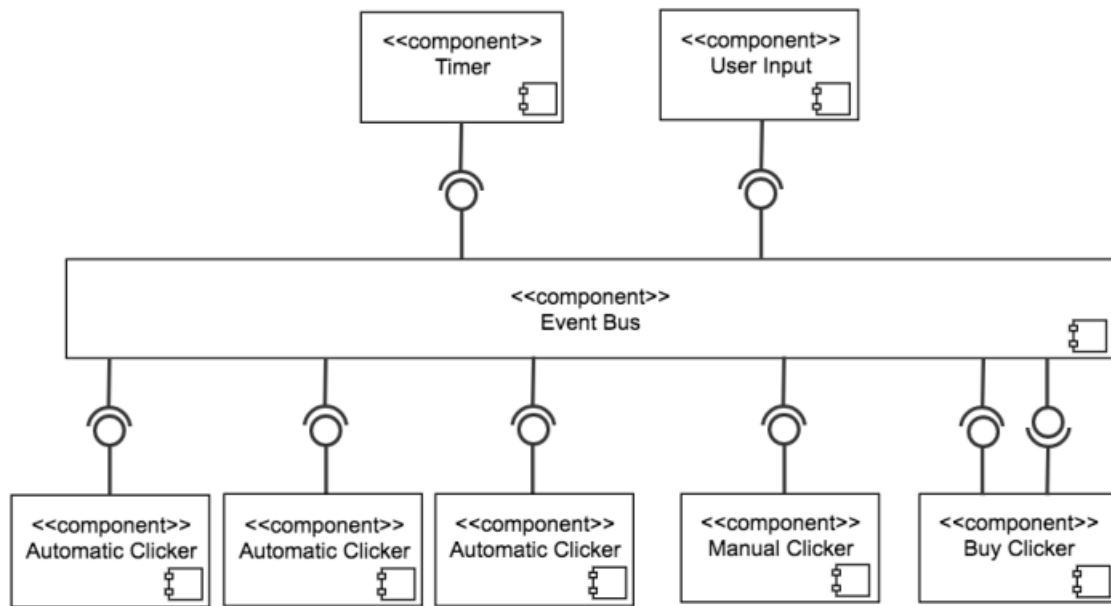 <<component>>
Timer
<<component>>
User Input
<<component>>
Event Bus
<<component>>
Automatic Clicker
<<component>>
Automatic Clicker
<<component>>
Automatic Clicker
<<component>>
Manual Clicker
<<component>>
Buy Clicker